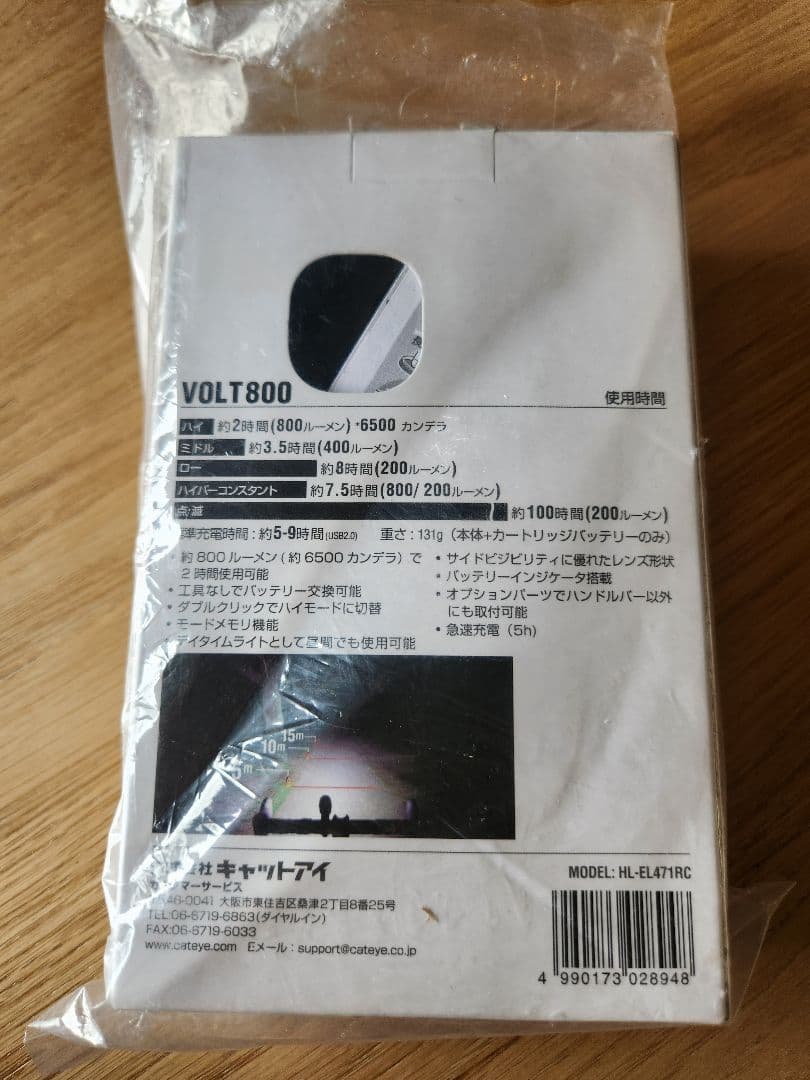 VOLT800
使用時間
ハイ 約2時間(800ルーメン) *6500 カンデラ
ミドル 約3.5時間(400ルーメン)
ロー 約8時間(200ルーメン)
ハイパーコンスタント 約7.5時間(800/200ルーメン)
点滅 約100時間(200ルーメン)
準充電時間:約5-9時間(USB2.0) 重さ:131g(本体+カートリッジバッテリーのみ)
・約800ルーメン(約6500カンデラ)で
2時間使用可能
・工具なしでバッテリー交換可能
・ダブルクリックでハイモードに切替
・モードメモリ機能
・デイタイムライトとして昼間でも使用可能
・サイドビジビリティに優れたレンズ形状
・バッテリーインジケータ搭載
・オプションパーツでハンドルバー以外
にも取付可能
・急速充電(5h)
15m
10m
5m
会社 キャットアイ
カスタマーサービス
〒546-0041 大阪市東住吉区桑津2丁目8番25号
TEL:06-6719-6863(ダイヤルイン)
FAX:06-6719-6033
www.cateye.com Eメール:support@cateye.co.jp
MODEL: HL-EL471RC
4 990173 028948